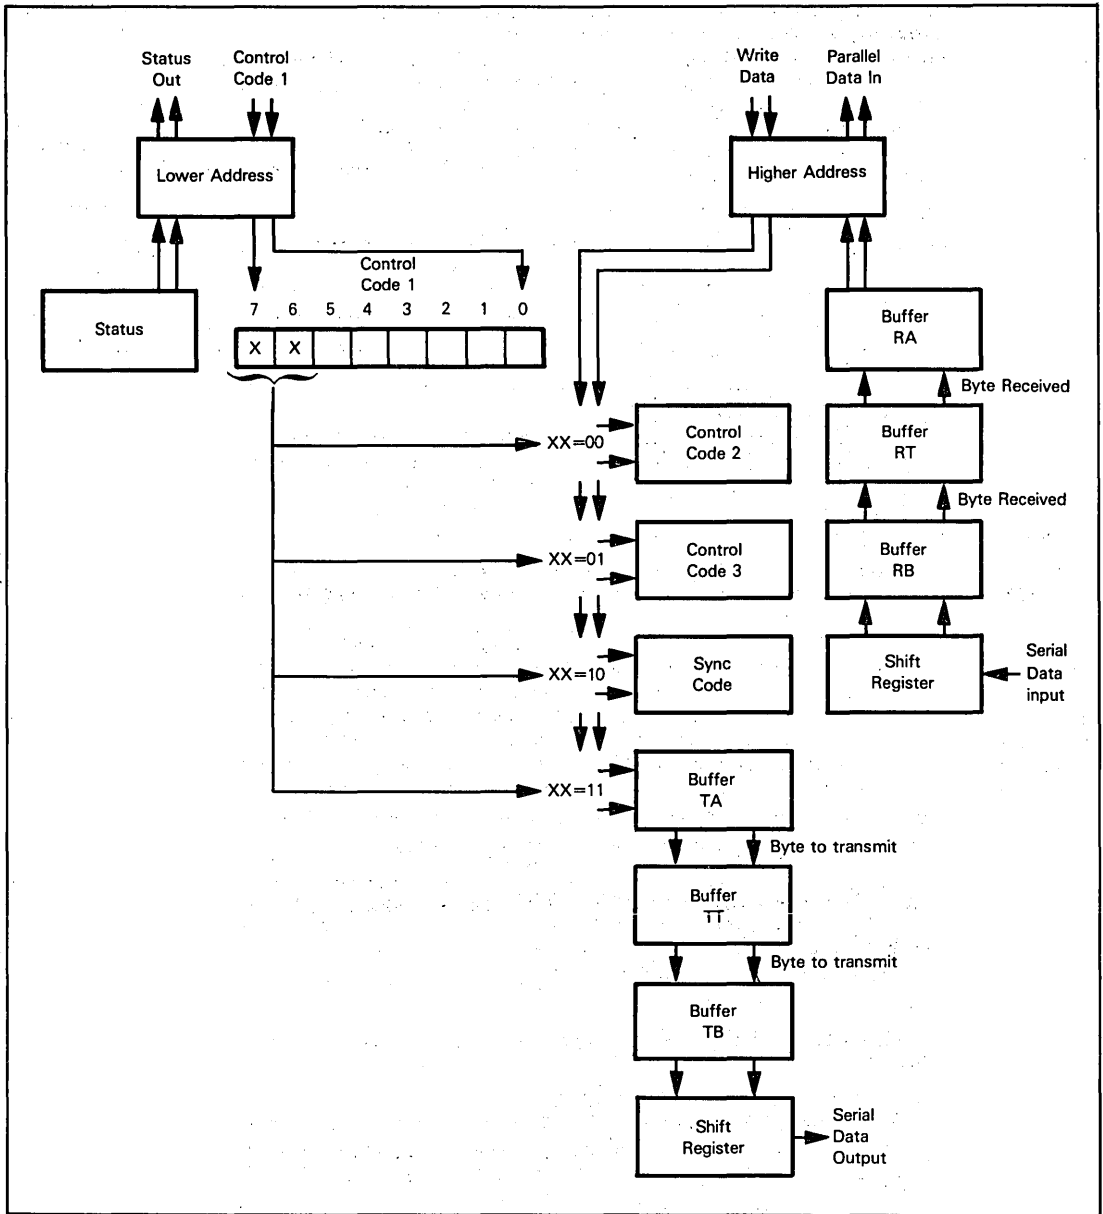 Status
Out
Control
Code 1
Write
Data
Parallel
Data In
Lower Address
Higher Address
Control
Code 1
Status
7 6 5 4 3 2 1 0
X X
Buffer
RA
Byte Received
XX=00
Control
Code 2
Buffer
RT
Byte Received
XX=01
Control
Code 3
Buffer
RB
XX=10
Sync
Code
Shift
Register
Serial
Data
input
XX=11
Buffer
TA
Byte to transmit
Buffer
TT
Byte to transmit
Buffer
TB
Shift
Register
Serial
Data
Output